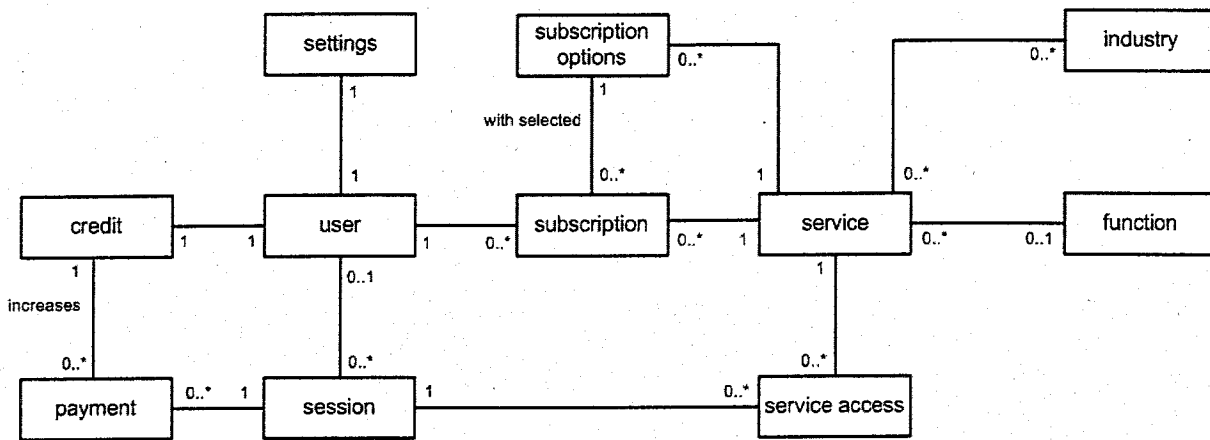 settings
subscription
options
industry
0..*
0..*
1
1
with selected
1
0..*
1
0..*
credit
user
subscription
service
function
1
1
1
0..*
0..*
1
0..*
0..1
1
0..1
1
increases
0..*
0..*
0..*
payment
0..*
1
session
1
0..*
service access